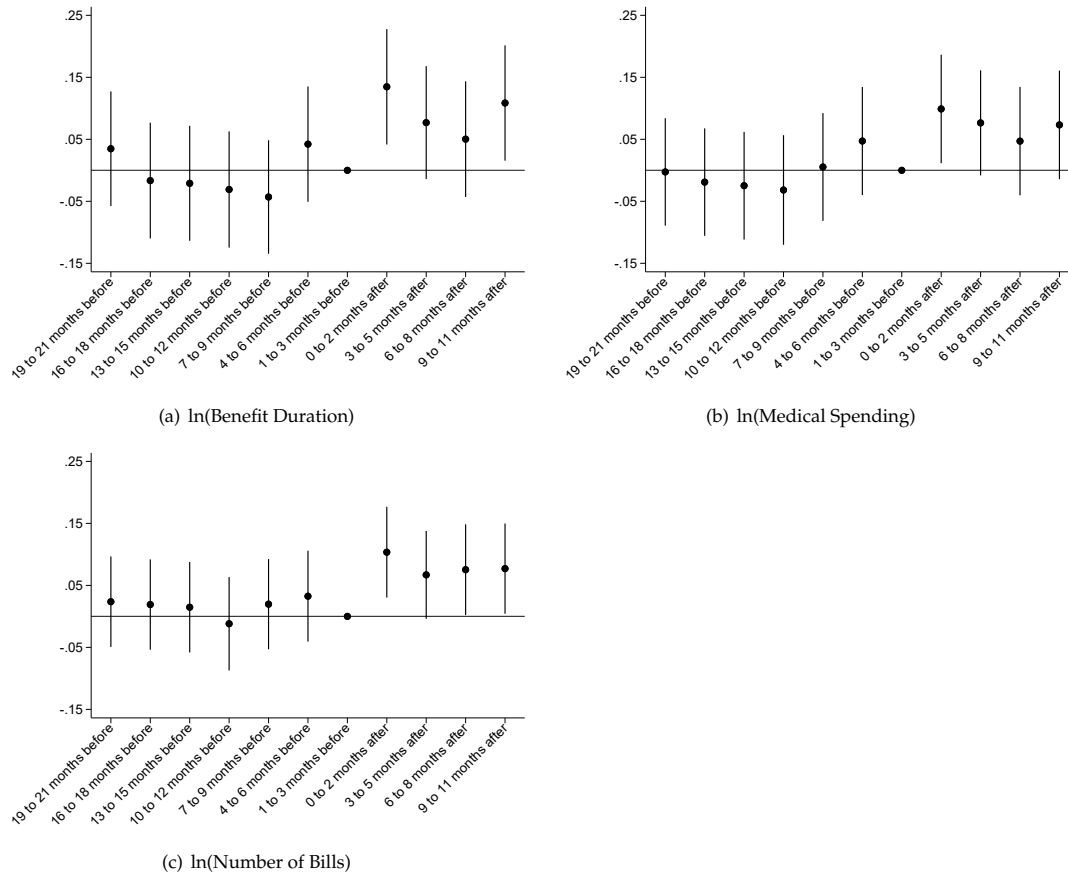 .25
.15
.05
-.05
-.15
19 to 21 months before
16 to 18 months before
13 to 15 months before
10 to 12 months before
7 to 9 months before
4 to 6 months before
1 to 3 months before
0 to 2 months after
3 to 5 months after
6 to 8 months after
9 to 11 months after
(a) ln(Benefit Duration)
.25
.15
.05
-.05
-.15
19 to 21 months before
16 to 18 months before
13 to 15 months before
10 to 12 months before
7 to 9 months before
4 to 6 months before
1 to 3 months before
0 to 2 months after
3 to 5 months after
6 to 8 months after
9 to 11 months after
(b) ln(Medical Spending)
.25
.15
.05
-.05
-.15
19 to 21 months before
16 to 18 months before
13 to 15 months before
10 to 12 months before
7 to 9 months before
4 to 6 months before
1 to 3 months before
0 to 2 months after
3 to 5 months after
6 to 8 months after
9 to 11 months after
(c) ln(Number of Bills)